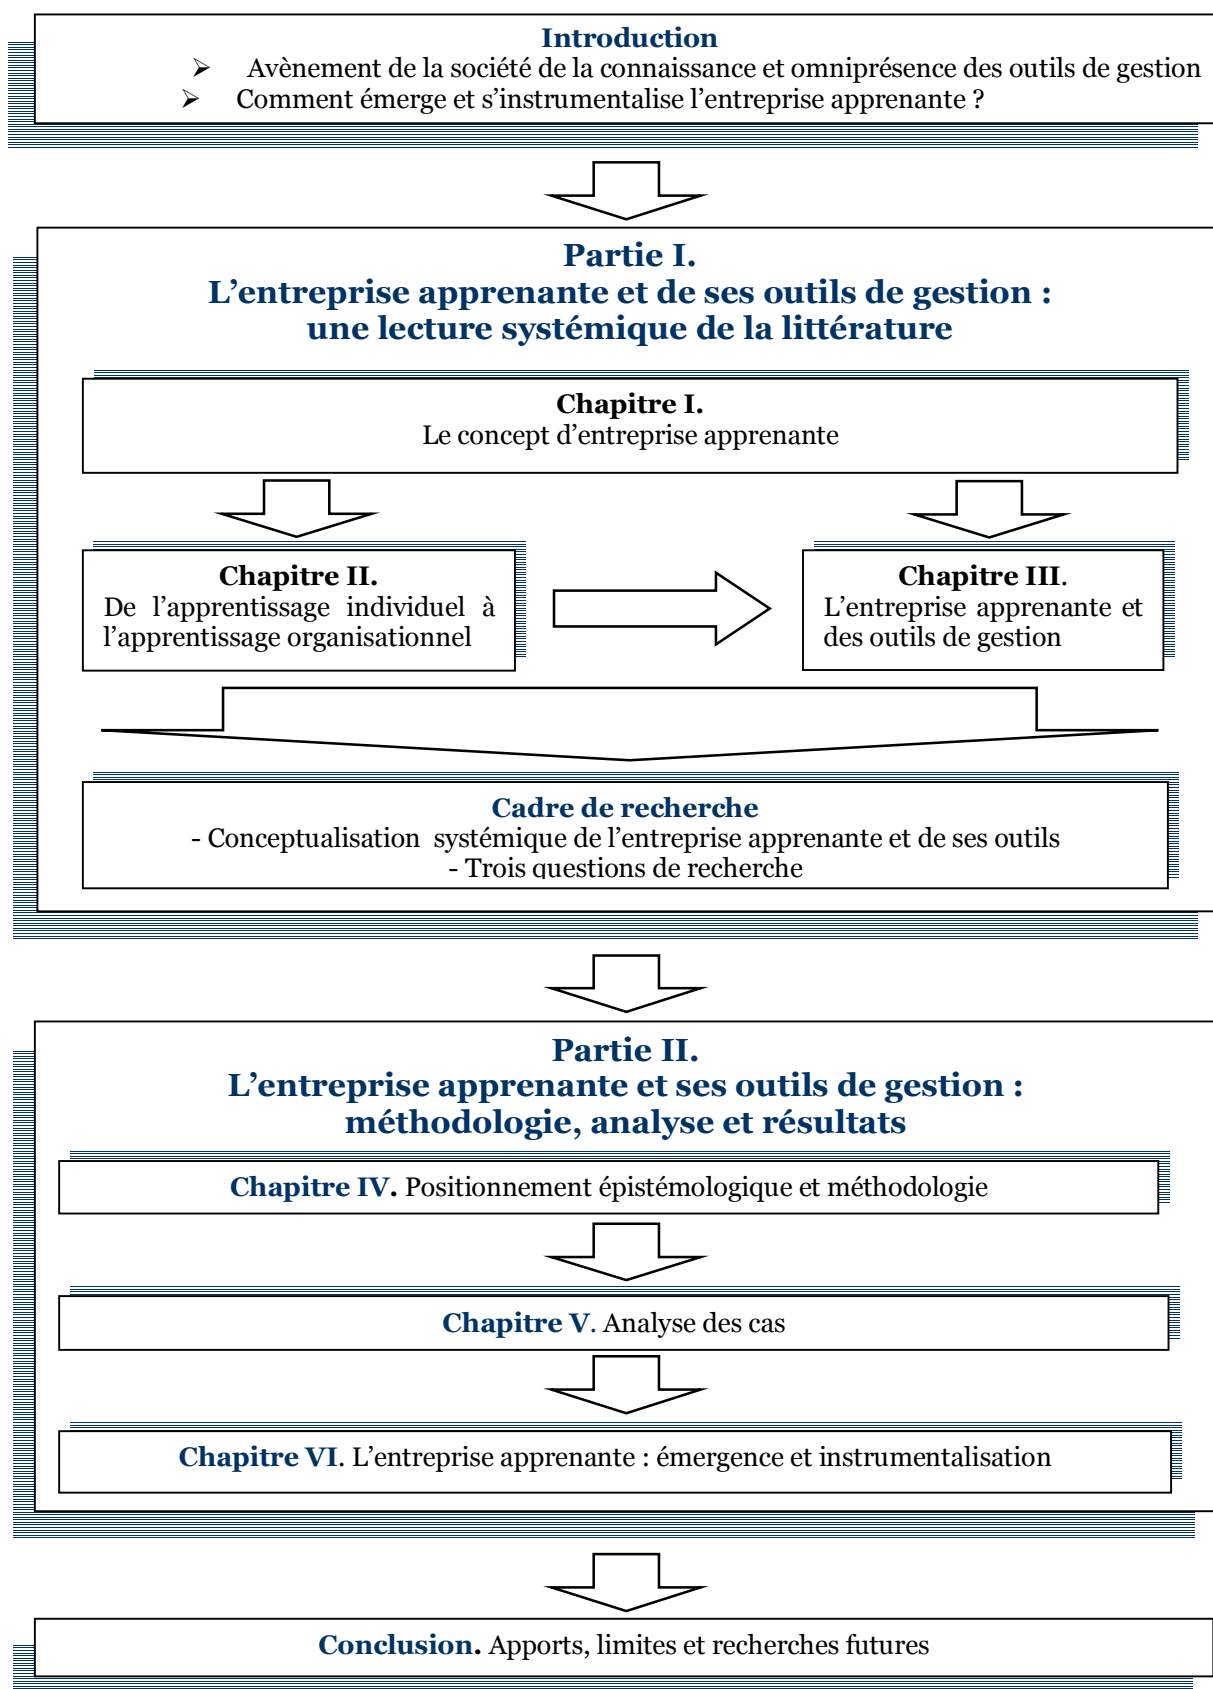 Introduction
➢ Avènement de la société de la connaissance et omniprésence des outils de gestion
➢ Comment émerge et s’instrumentalise l’entreprise apprenante ?
Partie I.
L’entreprise apprenante et de ses outils de gestion :
une lecture systémique de la littérature
Chapitre I.
Le concept d’entreprise apprenante
Chapitre II.
De l’apprentissage individuel à
l’apprentissage organisationnel
Chapitre III.
L’entreprise apprenante et
des outils de gestion
Cadre de recherche
- Conceptualisation systémique de l’entreprise apprenante et de ses outils
- Trois questions de recherche
Partie II.
L’entreprise apprenante et ses outils de gestion :
méthodologie, analyse et résultats
Chapitre IV. Positionnement épistémologique et méthodologie
Chapitre V. Analyse des cas
Chapitre VI. L’entreprise apprenante : émergence et instrumentalisation
Conclusion. Apports, limites et recherches futures